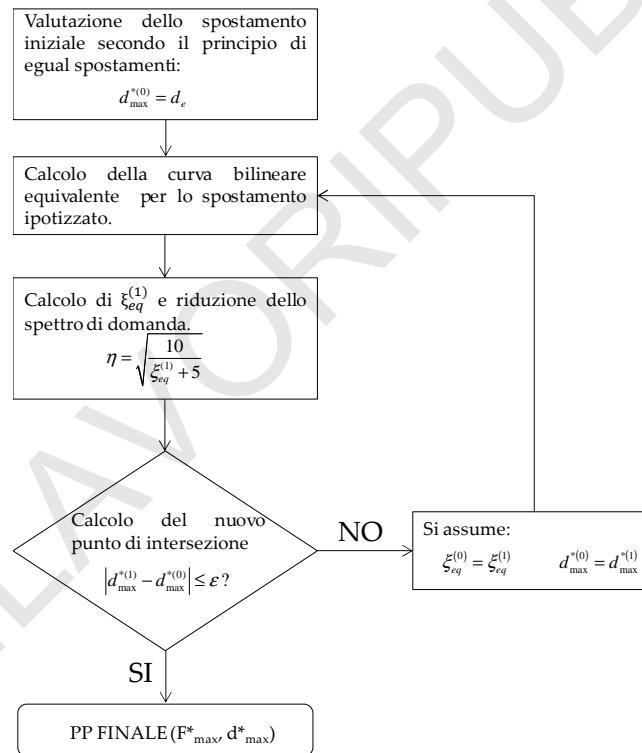 Valutazione dello spostamento
iniziale secondo il principio di
egual spostamenti:
d*(0)max = de
Calcolo della curva bilineare
equivalente per lo spostamento
ipotizzato.
Calcolo di ξ(1)eq e riduzione dello
spettro di domanda.
η = √(10 / (ξ(1)eq + 5))
Calcolo del nuovo
punto di intersezione
|d*(1)max − d*(0)max| ≤ ε?
NO
Si assume:
ξ(0)eq = ξ(1)eq d*(0)max = d*(1)max
SI
PP FINALE (F*max, d*max)
LAVORIPUB